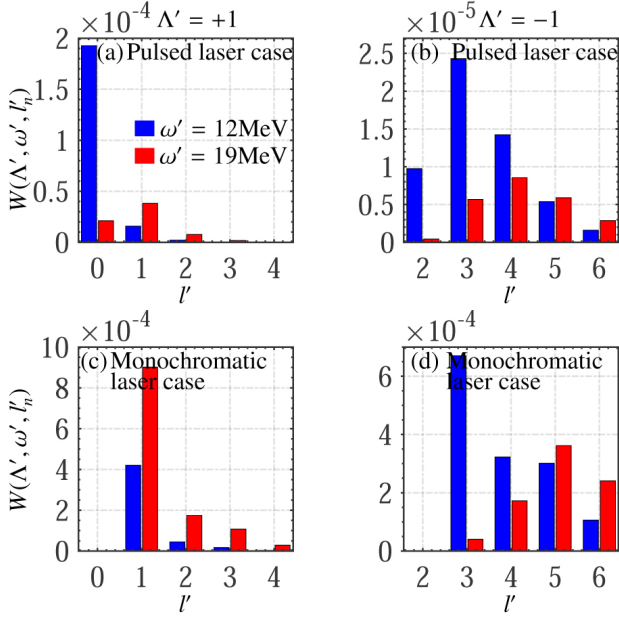 Λ′ = +1
Λ′ = −1
×10⁻⁴
(a) Pulsed laser case
2
1.5
1
0.5
0
W(Λ′, ω′, l′ₙ)
ω′ = 12MeV
ω′ = 19MeV
0 1 2 3 4
l′
×10⁻⁵
(b) Pulsed laser case
2.5
2
1.5
1
0.5
0
2 3 4 5 6
l′
×10⁻⁴
(c) Monochromatic
laser case
10
8
6
4
2
0
W(Λ′, ω′, l′ₙ)
0 1 2 3 4
l′
×10⁻⁴
(d) Monochromatic
laser case
6
4
2
0
2 3 4 5 6
l′